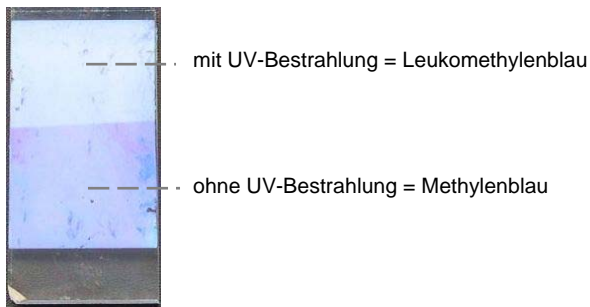 mit UV-Bestrahlung = Leukomethylenblau
ohne UV-Bestrahlung = Methylenblau